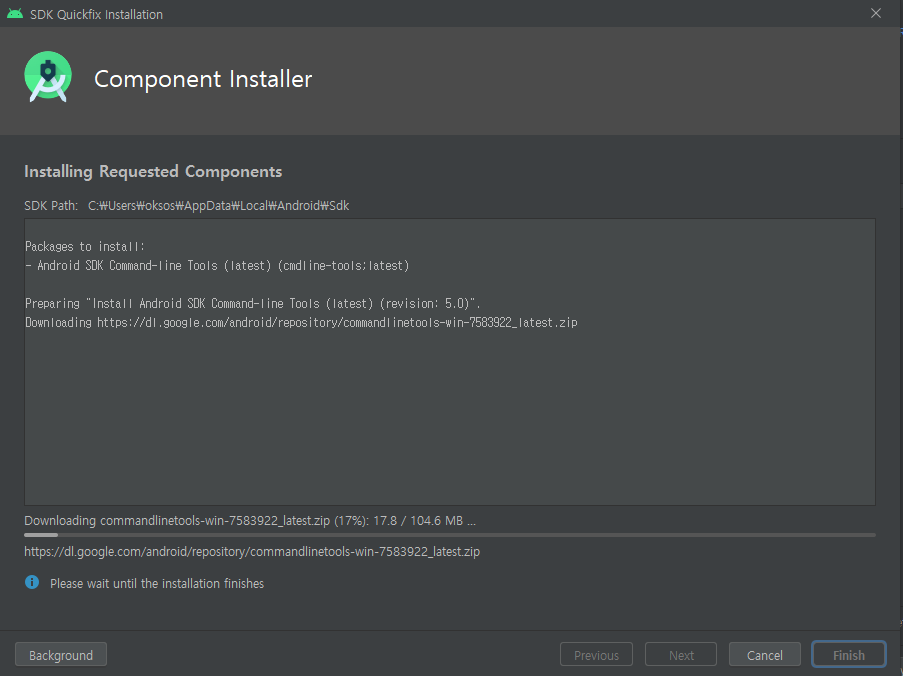 SDK Quickfix Installation
Component Installer
Installing Requested Components
SDK Path: C:₩Users₩oksos₩AppData₩Local₩Android₩Sdk
Packages to install:
- Android SDK Command-line Tools (latest) (cmdline-tools;latest)
Preparing "Install Android SDK Command-line Tools (latest) (revision: 5.0)".
Downloading https://dl.google.com/android/repository/commandlinetools-win-7583922_latest.zip
Downloading commandlinetools-win-7583922_latest.zip (17%): 17.8 / 104.6 MB ...
https://dl.google.com/android/repository/commandlinetools-win-7583922_latest.zip
Please wait until the installation finishes
Background Previous Next Cancel Finish